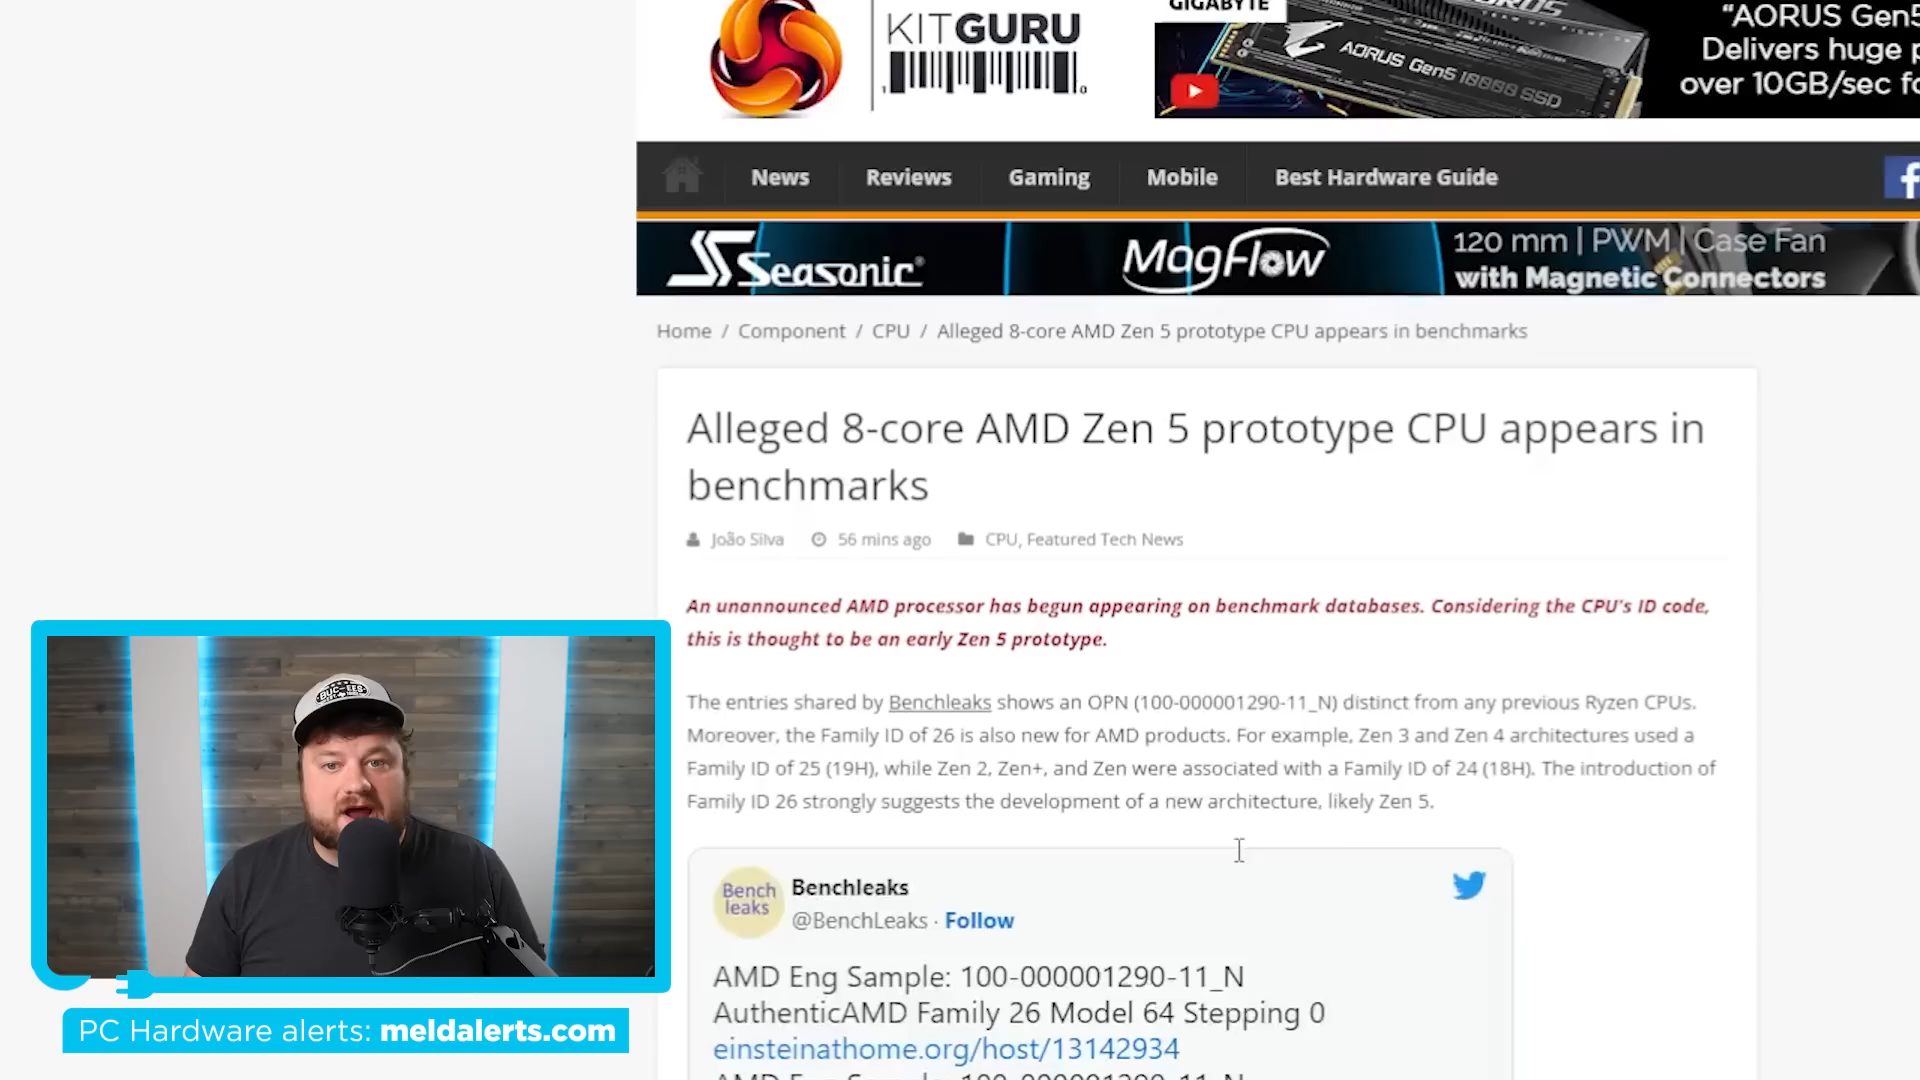 KITGURU
GIGABYTE
AORUS Gen5 10000 SSD
“AORUS Gen5
Delivers huge p
over 10GB/sec fo
News
Reviews
Gaming
Mobile
Best Hardware Guide
Seasonic
MagFlow
120 mm | PWM | Case Fan
with Magnetic Connectors
Home / Component / CPU / Alleged 8-core AMD Zen 5 prototype CPU appears in benchmarks
Alleged 8-core AMD Zen 5 prototype CPU appears in
benchmarks
João Silva 56 mins ago CPU, Featured Tech News
An unannounced AMD processor has begun appearing on benchmark databases. Considering the CPU's ID code,
this is thought to be an early Zen 5 prototype.
The entries shared by Benchleaks shows an OPN (100-000001290-11_N) distinct from any previous Ryzen CPUs.
Moreover, the Family ID of 26 is also new for AMD products. For example, Zen 3 and Zen 4 architectures used a
Family ID of 25 (19H), while Zen 2, Zen+, and Zen were associated with a Family ID of 24 (18H). The introduction of
Family ID 26 strongly suggests the development of a new architecture, likely Zen 5.
Bench
leaks
Benchleaks
@BenchLeaks · Follow
AMD Eng Sample: 100-000001290-11_N
AuthenticAMD Family 26 Model 64 Stepping 0
einsteinathome.org/host/13142934
AMD Eng Sample: 100-000001290-11_N
BUC-EES
PC Hardware alerts: meldalerts.com